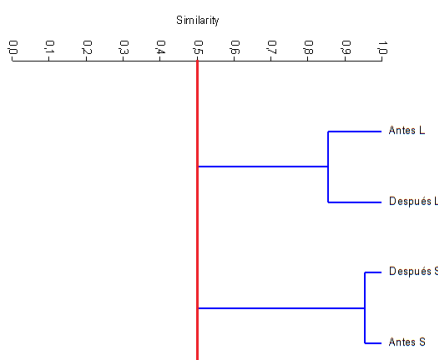 Similarity
0,0 0,1 0,2 0,3 0,4 0,5 0,6 0,7 0,8 0,9 1,0
Antes L
Después L
Después S
Antes S